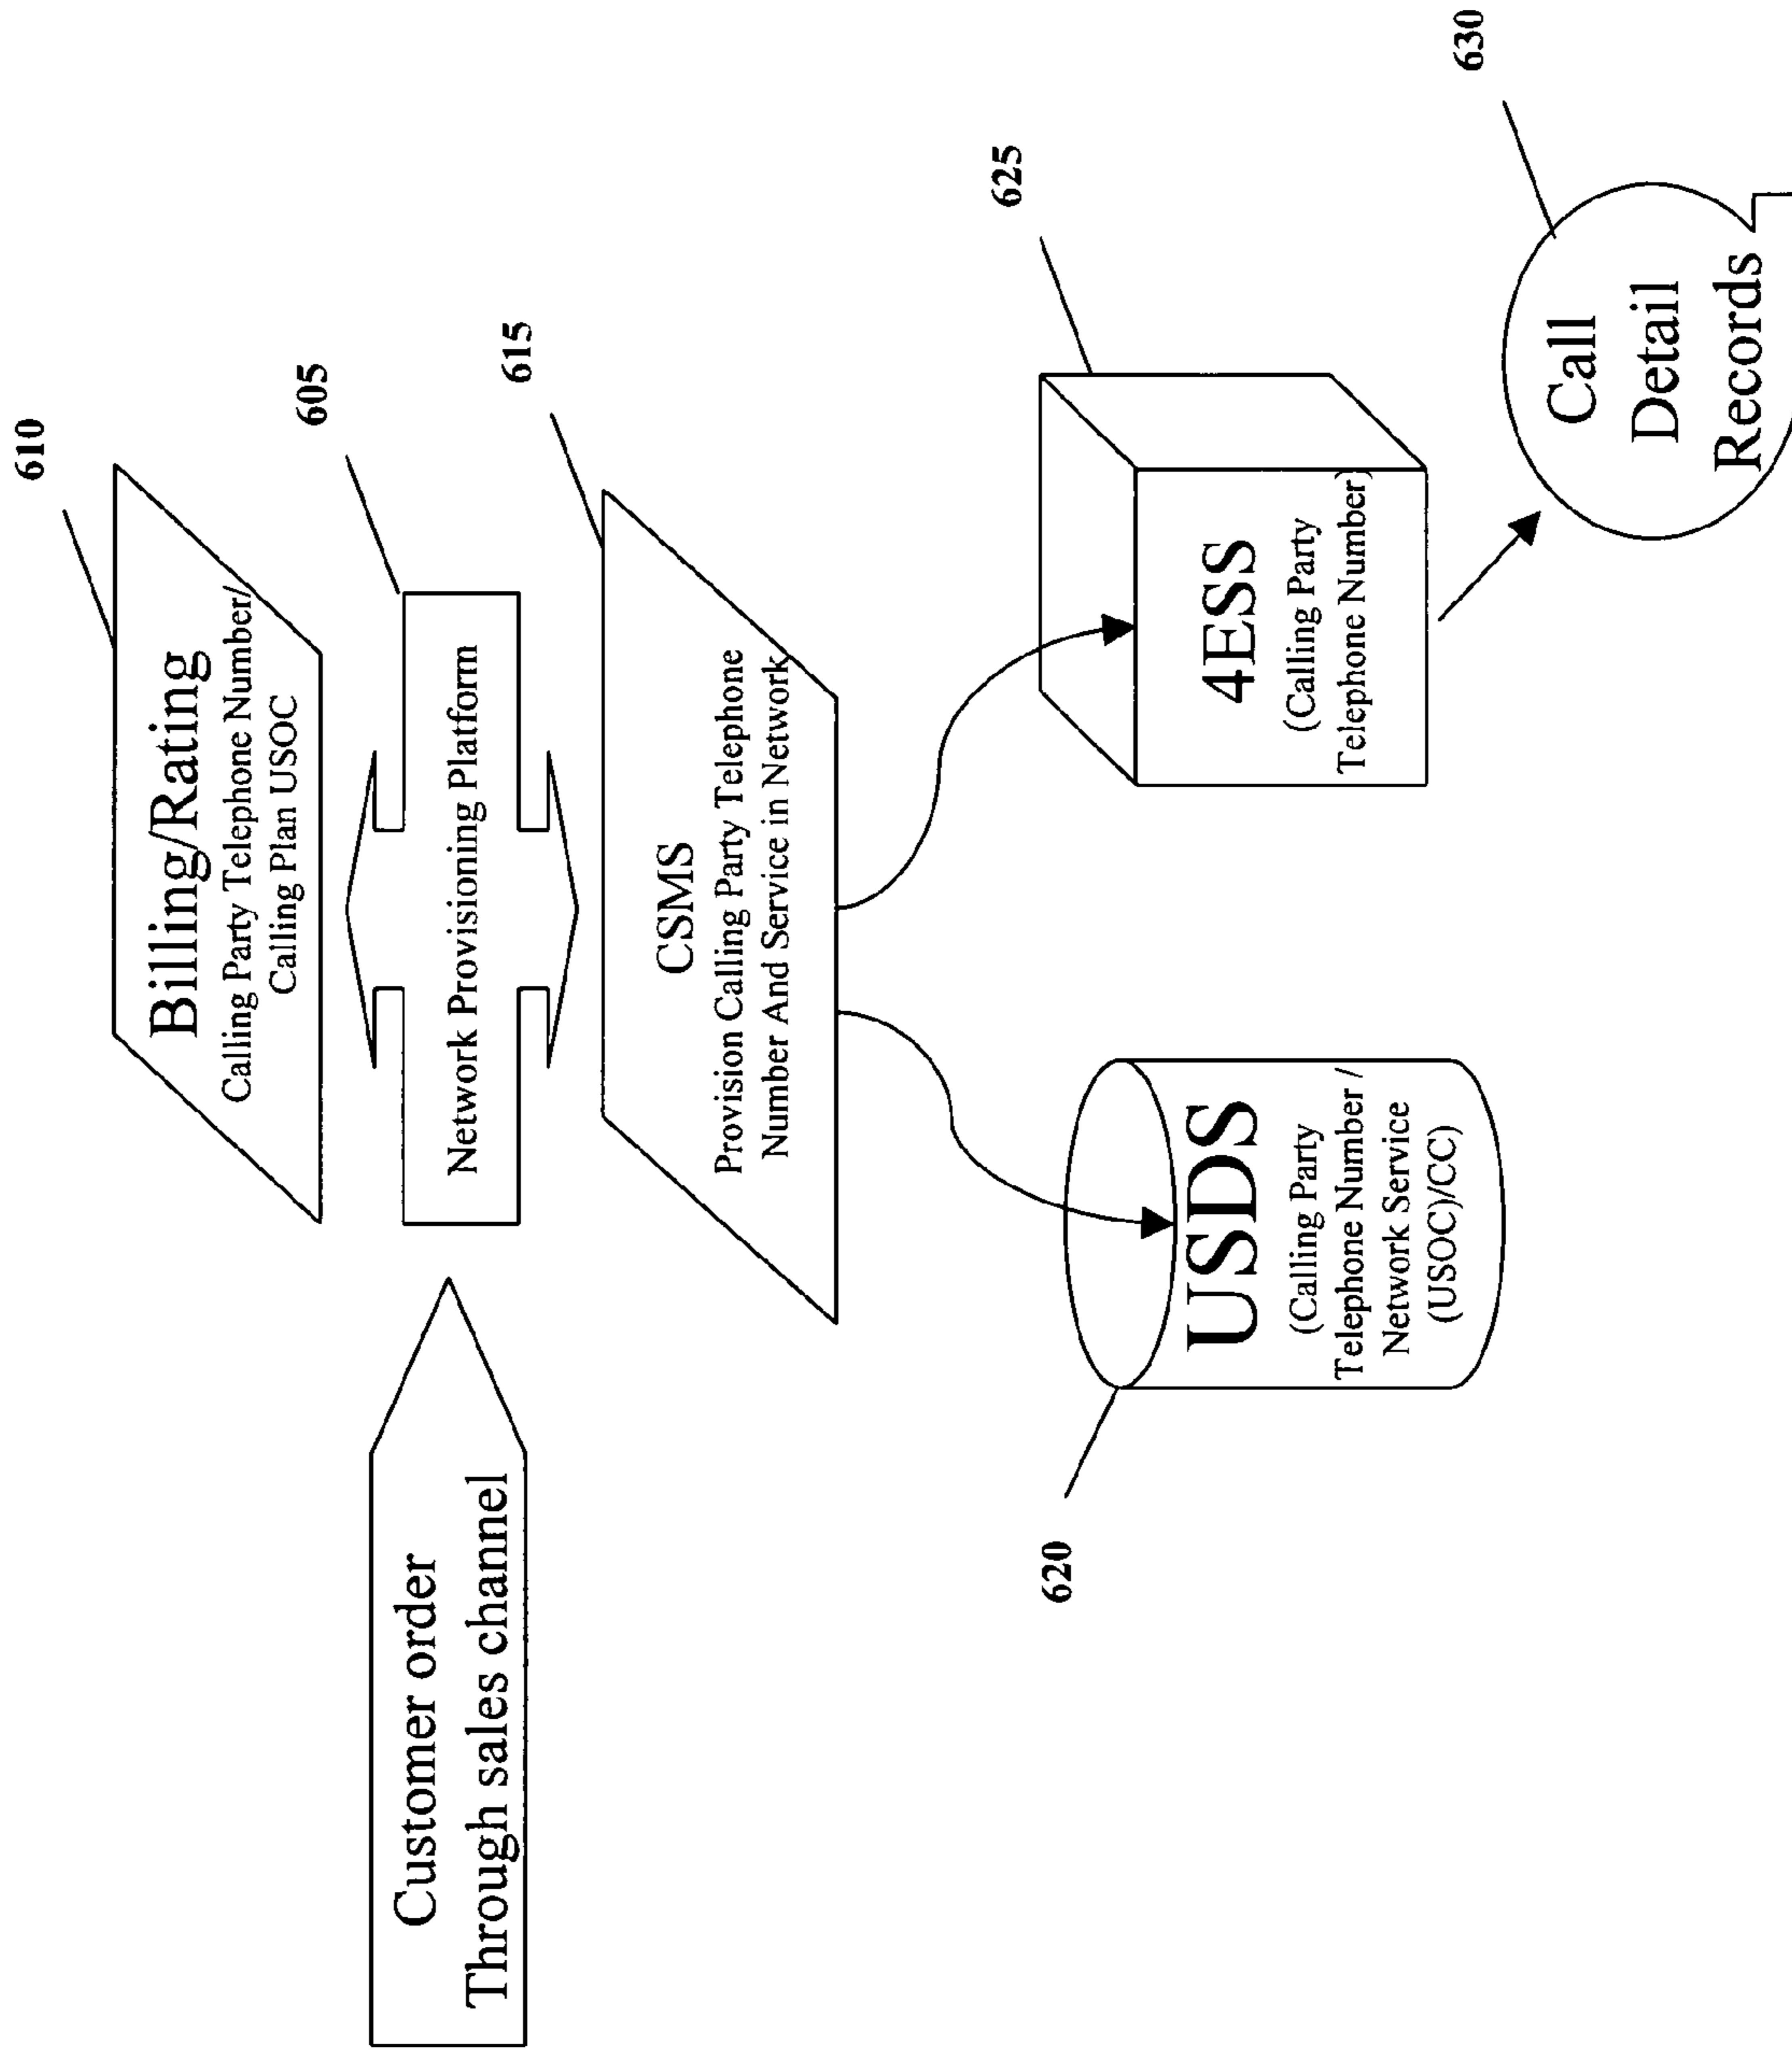 610
Billing/Rating
Calling Party Telephone Number/
Calling Plan USOC
605
Customer order
Through sales channel
Network Provisioning Platform
615
CSMS
Provision Calling Party Telephone
Number And Service in Network
620
USDS
(Calling Party
Telephone Number /
Network Service
(USOC)/CC)
625
4ESS
(Calling Party
Telephone Number)
630
Call
Detail
Records